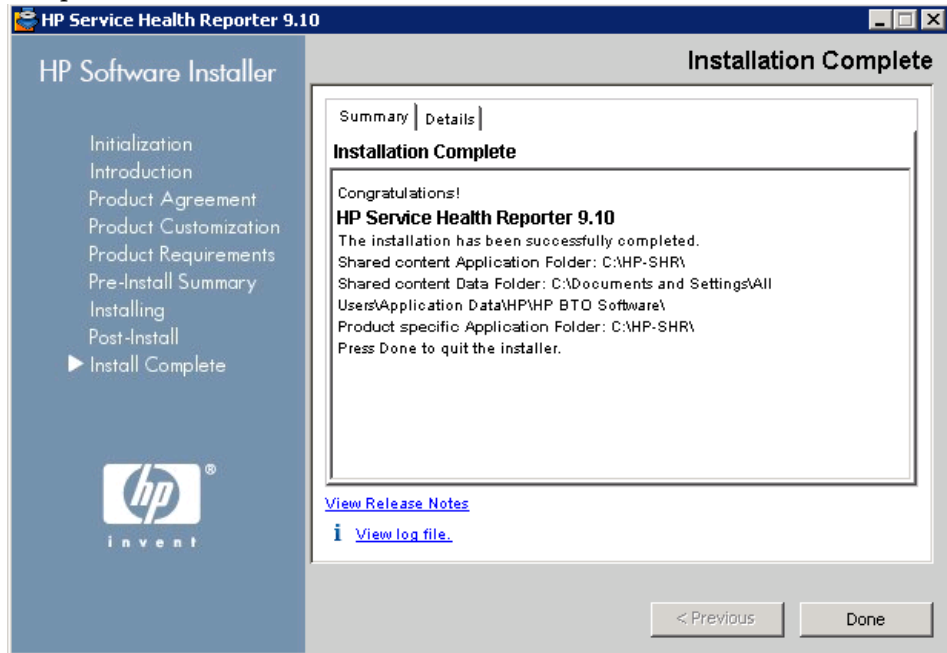 HP Service Health Reporter 9.10
HP Software Installer
Initialization
Introduction
Product Agreement
Product Customization
Product Requirements
Pre-Install Summary
Installing
Post-Install
Install Complete
hp
®
invent
Installation Complete
Summary
Details
Installation Complete
Congratulations!
HP Service Health Reporter 9.10
The installation has been successfully completed.
Shared content Application Folder: C:\HP-SHR\
Shared content Data Folder: C:\Documents and Settings\All
Users\Application Data\HP\HP BTO Software\
Product specific Application Folder: C:\HP-SHR\
Press Done to quit the installer.
View Release Notes
i View log file.
< Previous
Done